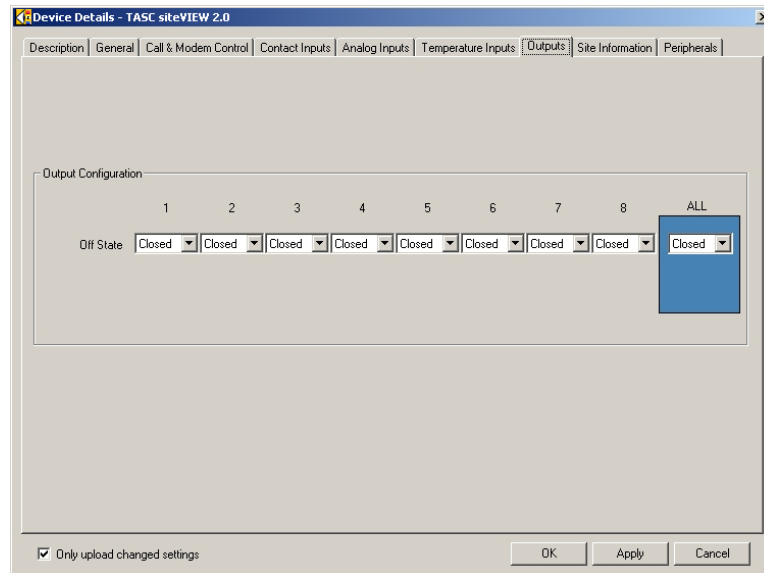 Device Details - TASC siteVIEW 2.0
Description General Call & Modem Control Contact Inputs Analog Inputs Temperature Inputs Outputs Site Information Peripherals
Output Configuration
1 2 3 4 5 6 7 8 ALL
Off State Closed Closed Closed Closed Closed Closed Closed Closed Closed
Only upload changed settings OK Apply Cancel